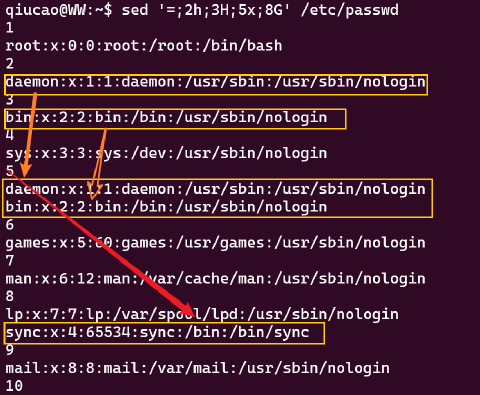 qiucao@WW:~$ sed '=;2h;3H;5x;8G' /etc/passwd
1
root:x:0:0:root:/root:/bin/bash
2
daemon:x:1:1:daemon:/usr/sbin:/usr/sbin/nologin
3
bin:x:2:2:bin:/bin:/usr/sbin/nologin
4
sys:x:3:3:sys:/dev:/usr/sbin/nologin
5
daemon:x:1:1:daemon:/usr/sbin:/usr/sbin/nologin
bin:x:2:2:bin:/bin:/usr/sbin/nologin
6
games:x:5:60:games:/usr/games:/usr/sbin/nologin
7
man:x:6:12:man:/var/cache/man:/usr/sbin/nologin
8
lp:x:7:7:lp:/var/spool/lpd:/usr/sbin/nologin
sync:x:4:65534:sync:/bin:/bin/sync
9
mail:x:8:8:mail:/var/mail:/usr/sbin/nologin
10